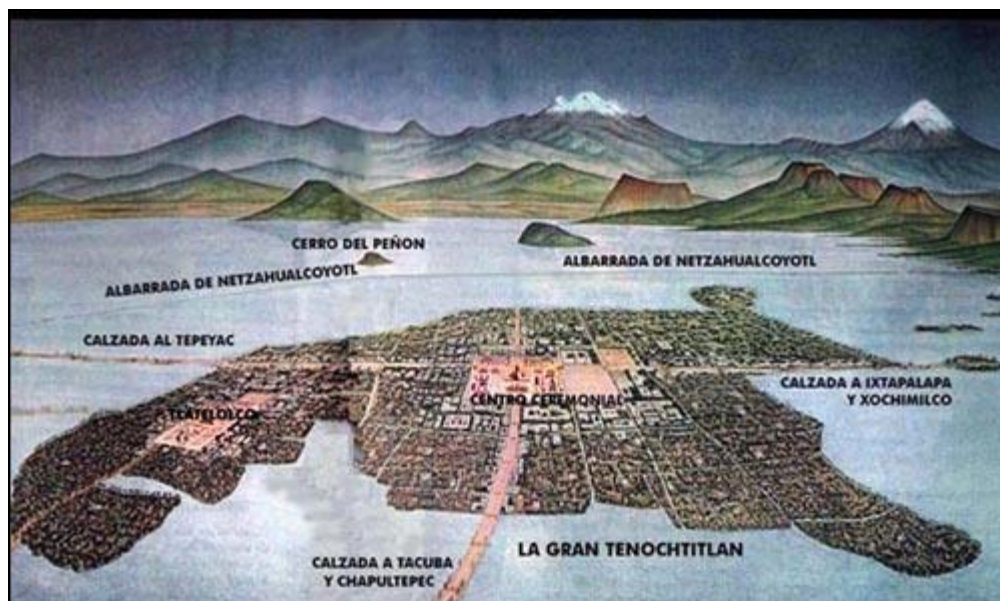 CERRO DEL PEÑON
ALBARRADA DE NETZAHUALCOYOTL
ALBARRADA DE NETZAHUALCOYOTL
CALZADA AL TEPEYAC
CALZADA A IXTAPALAPA
Y XOCHIMILCO
CENTRO CEREMONIAL
TLATELOLCO
LA GRAN TENOCHTITLAN
CALZADA A TACUBA
Y CHAPULTEPEC